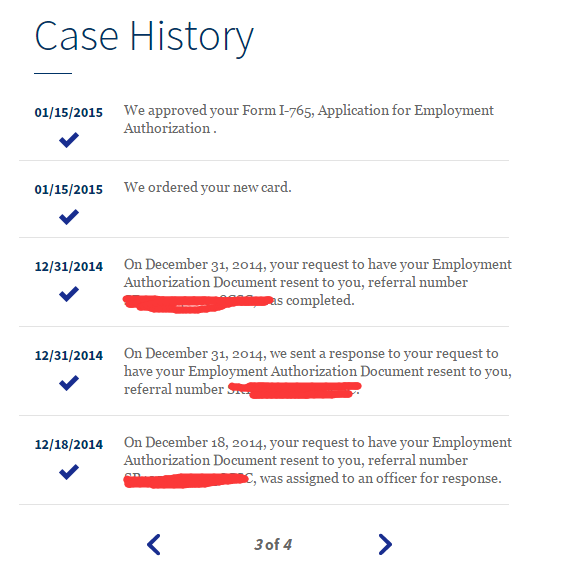 Case History
01/15/2015
We approved your Form I-765, Application for Employment
Authorization .
01/15/2015
We ordered your new card.
12/31/2014
On December 31, 2014, your request to have your Employment
Authorization Document resent to you, referral number
as completed.
12/31/2014
On December 31, 2014, we sent a response to your request to
have your Employment Authorization Document resent to you,
referral number
12/18/2014
On December 18, 2014, your request to have your Employment
Authorization Document resent to you, referral number
, was assigned to an officer for response.
3 of 4